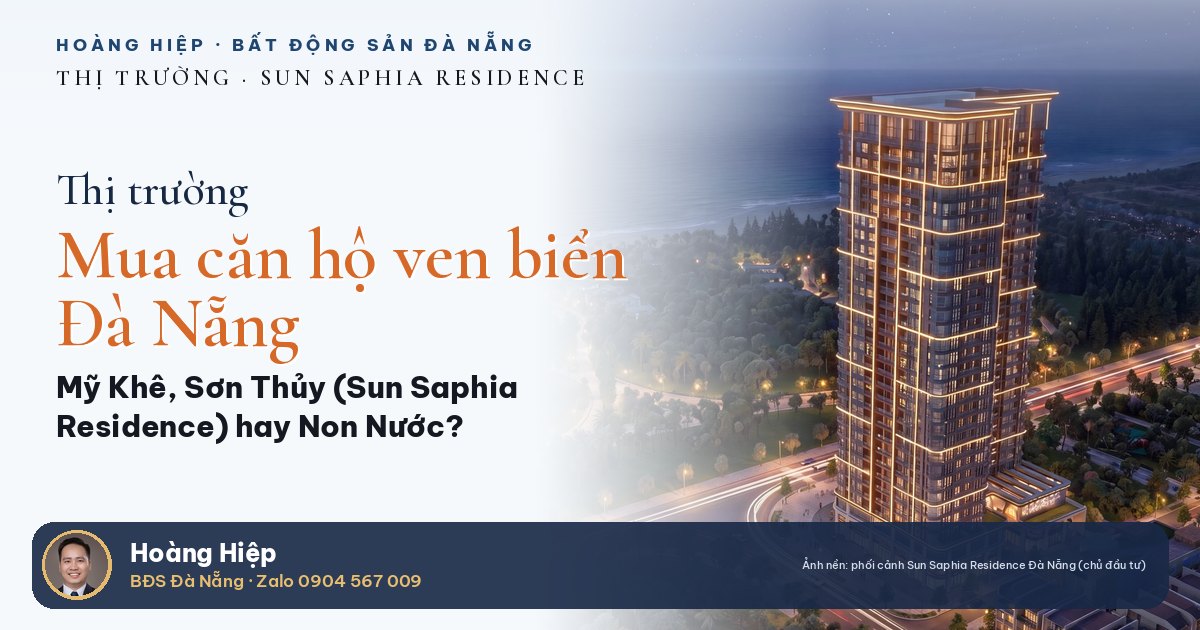 HOÀNG HIỆP · BẤT ĐỘNG SẢN ĐÀ NẴNG
THỊ TRƯỜNG · SUN SAPHIA RESIDENCE
Thị trường
Mua căn hộ ven biển
Đà Nẵng
Mỹ Khê, Sơn Thủy (Sun Saphia
Residence) hay Non Nước?
Hoàng Hiệp
BĐS Đà Nẵng · Zalo 0904 567 009
Ảnh nền: phối cảnh Sun Saphia Residence Đà Nẵng (chủ đầu tư)